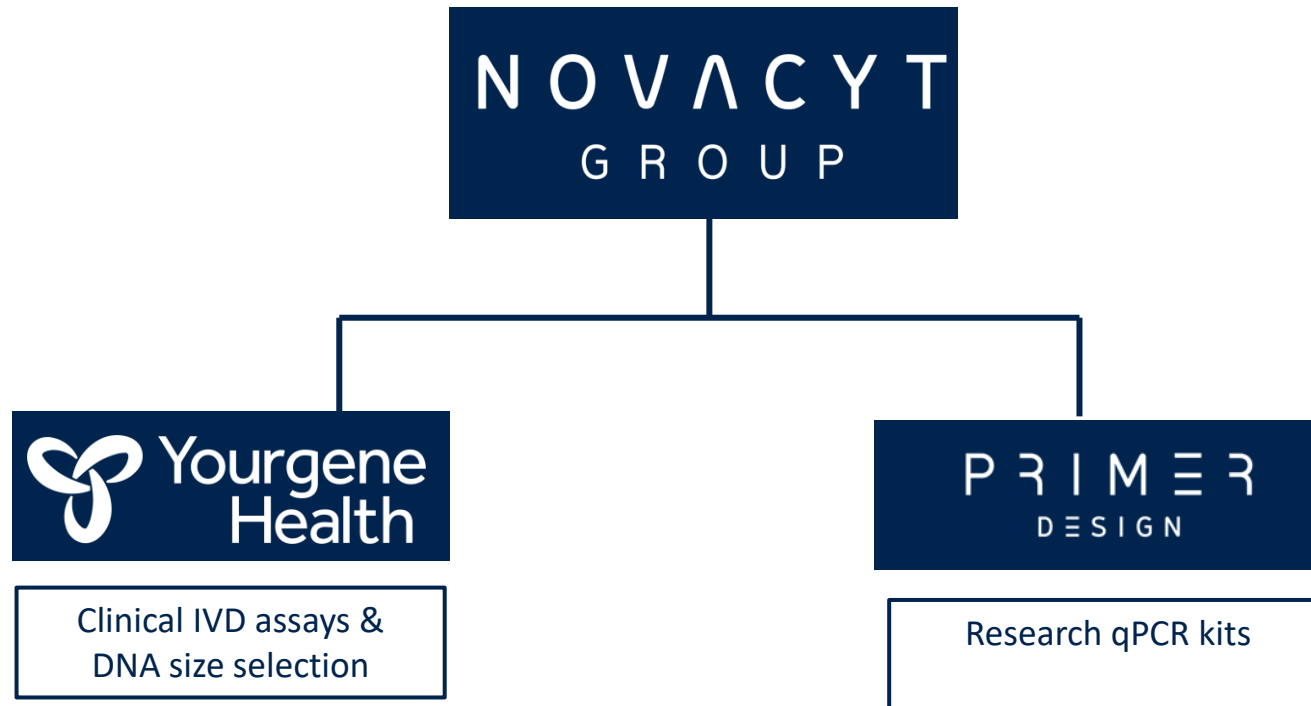 NOVACYT
GROUP
Yourgene
Health
PRIMER
DESIGN
Clinical IVD assays &
DNA size selection
Research qPCR kits